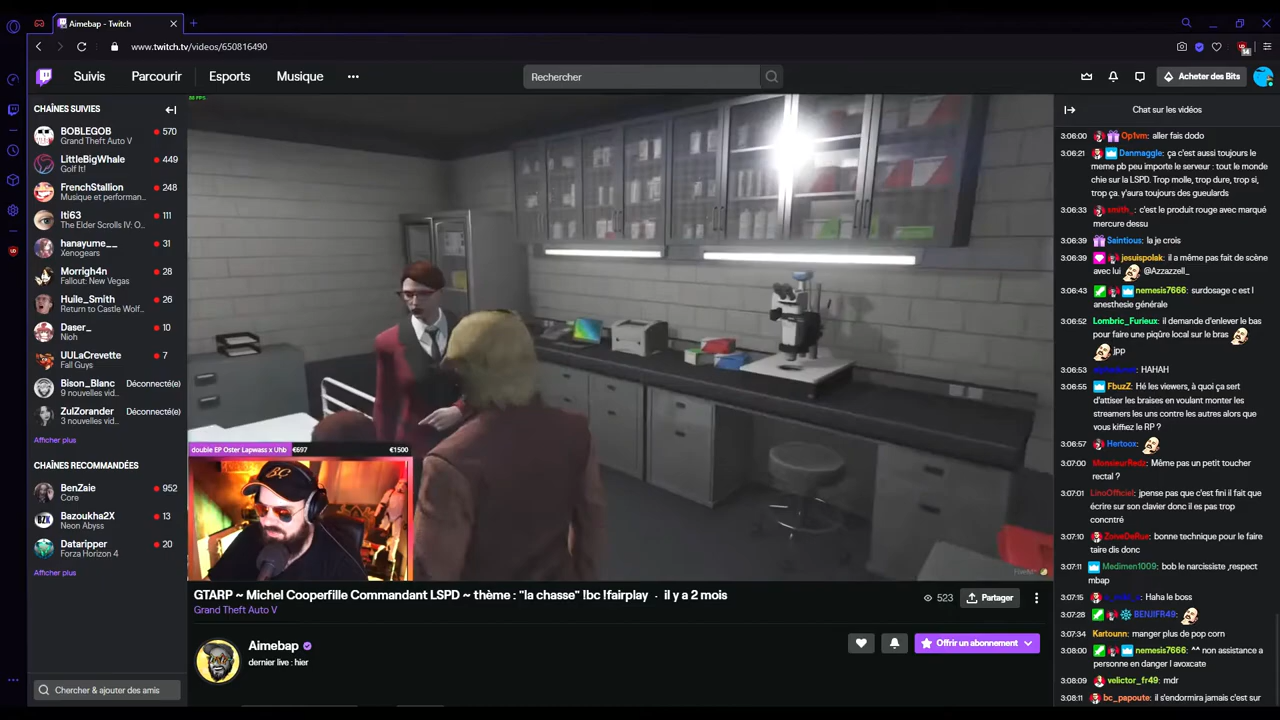 Aimebap - Twitch
www.twitch.tv/videos/650816490
14
Suivis
Parcourir
Esports
Musique
Rechercher
Acheter des Bits
CHAÎNES SUIVIES
BOBLEGOB 570
Grand Theft Auto V
LittleBigWhale 449
Golf It!
FrenchStallion 248
Musique et performan...
Iti63 111
The Elder Scrolls IV: O...
hanayume__ 31
Xenogears
Morrigh4n 28
Fallout: New Vegas
Huile_Smith 26
Return to Castle Wolf...
Daser_ 10
Nioh
UULaCrevette 7
Fall Guys
Bison_Blanc Déconnecté(e)
9 nouvelles vid...
ZulZorander Déconnecté(e)
3 nouvelles vid...
Afficher plus
CHAÎNES RECOMMANDÉES
BenZaie 952
Core
Bazoukha2X 13
Neon Abyss
Dataripper 20
Forza Horizon 4
Afficher plus
Chercher & ajouter des amis
double EP Oster Lapwass x Uhb €697 €1500
GTARP ~ Michel Cooperfille Commandant LSPD ~ thème : "la chasse" !bc !fairplay · il y a 2 mois
Grand Theft Auto V
523
Partager
Aimebap
dernier live : hier
Offrir un abonnement
Chat sur les vidéos
3:06:00 Op1vm: aller fais dodo
3:06:21 Danmaggle: ça c'est aussi toujours le
meme pb peu importe le serveur : tout le monde
chie sur la LSPD. Trop molle, trop dure, trop si,
trop ça. y'aura toujours des gueulards
3:06:33 smith_: c'est le produit rouge avec marqué
mercure dessu
3:06:39 Saintious: la je crois
3:06:39 jesuispolak: il a même pas fait de scène
avec lui @Azzazzell_
3:06:43 nemesis7666: surdosage c est l
anesthesie générale
3:06:52 Lombric_Furieux: il demande d'enlever le bas
pour faire une piqûre local sur le bras
jpp
3:06:53 HAHAH
3:06:55 FbuzZ: Hé les viewers, à quoi ça sert
d'attiser les braises en voulant monter les
streamers les uns contre les autres alors que
vous kiffiez le RP ?
3:06:57 Hertoox:
3:07:00 MonsieurRedz: Même pas un petit toucher
rectal ?
3:07:01 LinoOfficiel: jpense pas que c'est fini il fait que
écrire sur son clavier donc il es pas trop
concntré
3:07:10 ZoiveDeRue: bonne technique pour le faire
taire dis donc
3:07:11 Medimen1009: bob le narcissite ,respect
mbap
3:07:15 Haha le boss
3:07:28 BENJIFR49:
3:07:34 Kartounn: manger plus de pop corn
3:08:00 nemesis7666: ^^ non assistance a
personne en danger l avoxcate
3:08:09 velictor_fr49: mdr
3:08:11 bc_papoute: il s'endormira jamais c'est sur